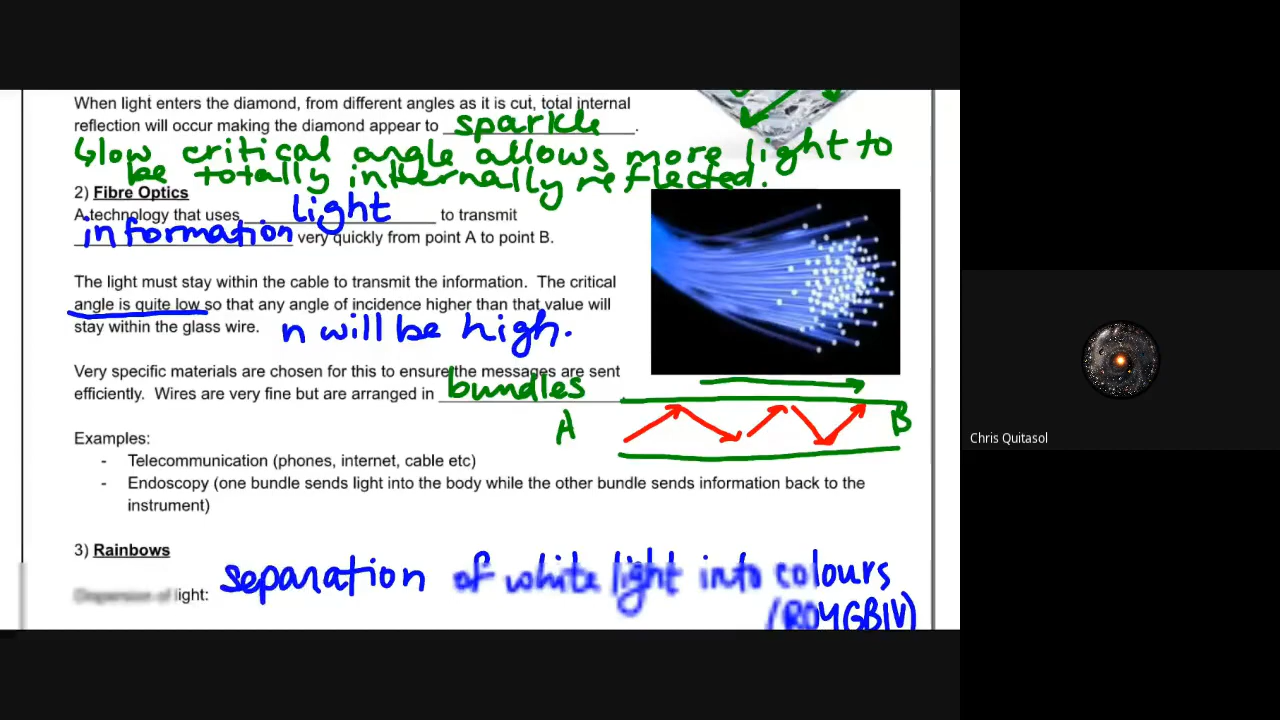 When light enters the diamond, from different angles as it is cut, total internal
reflection will occur making the diamond appear to sparkle.
↳low critical angle allows more light to
be totally internally reflected.
2) Fibre Optics
A technology that uses light to transmit
information very quickly from point A to point B.
The light must stay within the cable to transmit the information. The critical
angle is quite low so that any angle of incidence higher than that value will
stay within the glass wire. n will be high.
Very specific materials are chosen for this to ensure the messages are sent
efficiently. Wires are very fine but are arranged in bundles
A B
Examples:
- Telecommunication (phones, internet, cable etc)
- Endoscopy (one bundle sends light into the body while the other bundle sends information back to the
instrument)
3) Rainbows
Dispersion of light: separation of white light into colours
(ROYGBIV)
Chris Quitasol